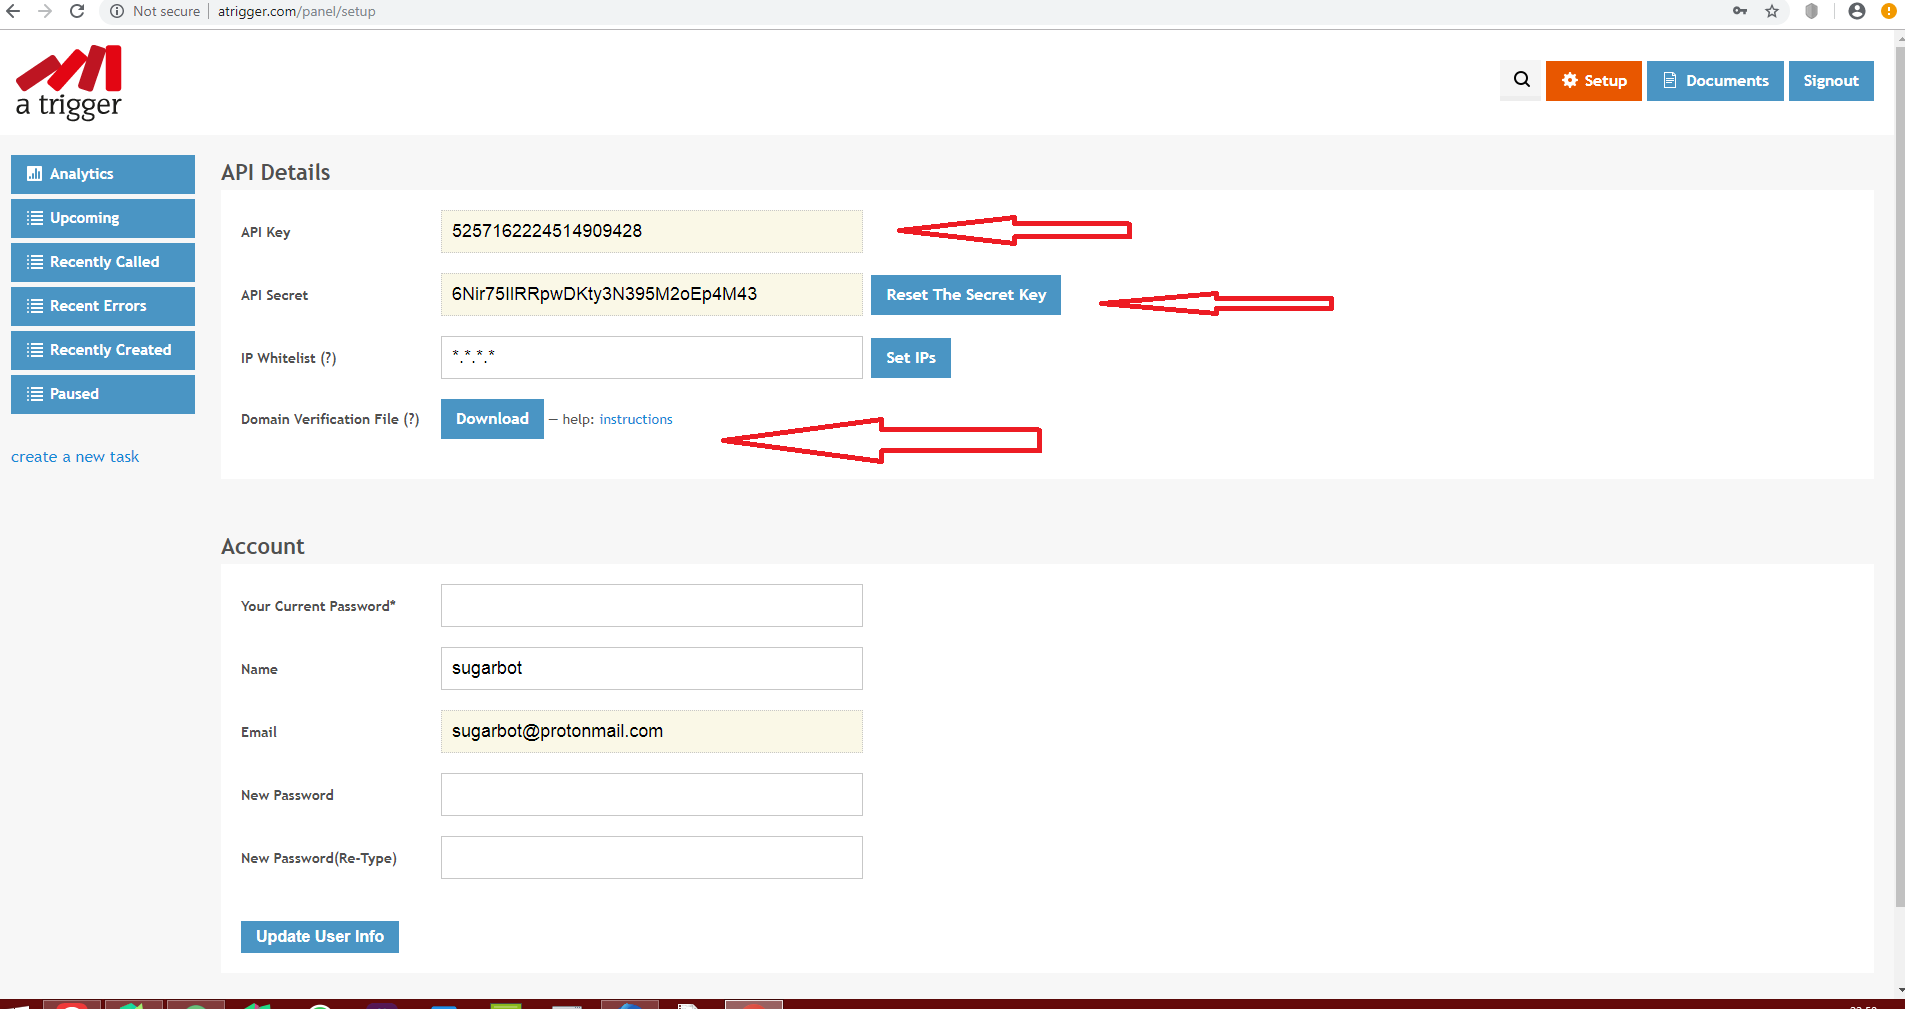 Not secure | atrigger.com/panel/setup
a trigger
Setup
Documents
Signout
Analytics
Upcoming
Recently Called
Recent Errors
Recently Created
Paused
create a new task
API Details
API Key
5257162224514909428
API Secret
6Nir75IlRRpwDKty3N395M2oEp4M43
Reset The Secret Key
IP Whitelist (?)
*.*.*.*
Set IPs
Domain Verification File (?)
Download
— help: instructions
Account
Your Current Password*
Name
sugarbot
Email
sugarbot@protonmail.com
New Password
New Password(Re-Type)
Update User Info